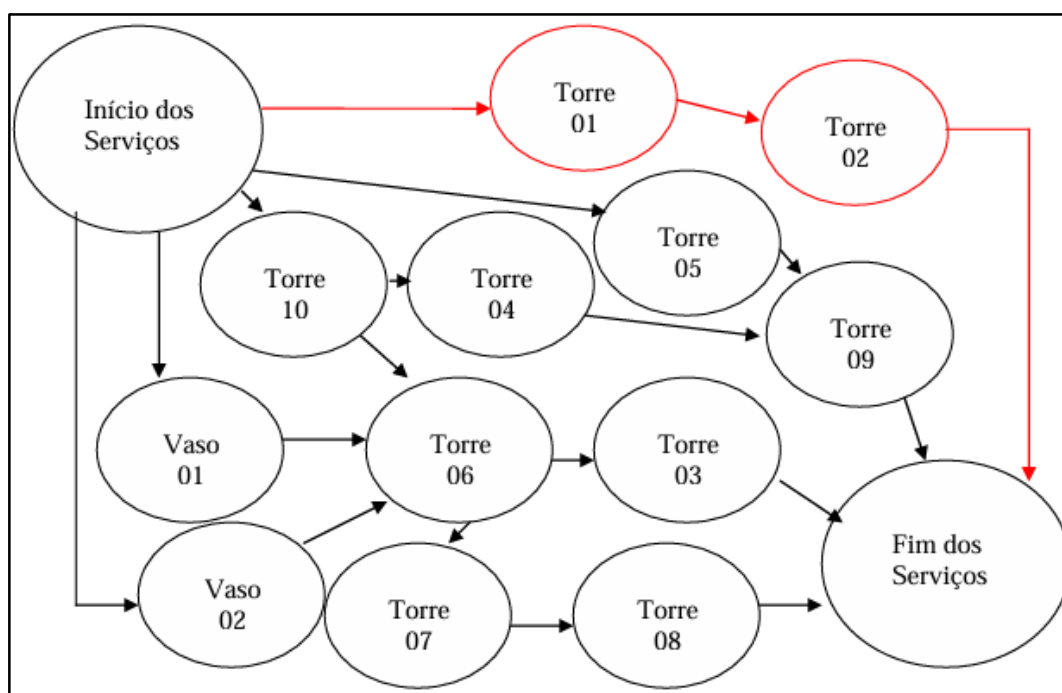 Início dos
Serviços
Torre
01
Torre
02
Torre
05
Torre
10
Torre
04
Torre
09
Vaso
01
Torre
06
Torre
03
Fim dos
Serviços
Vaso
02
Torre
07
Torre
08